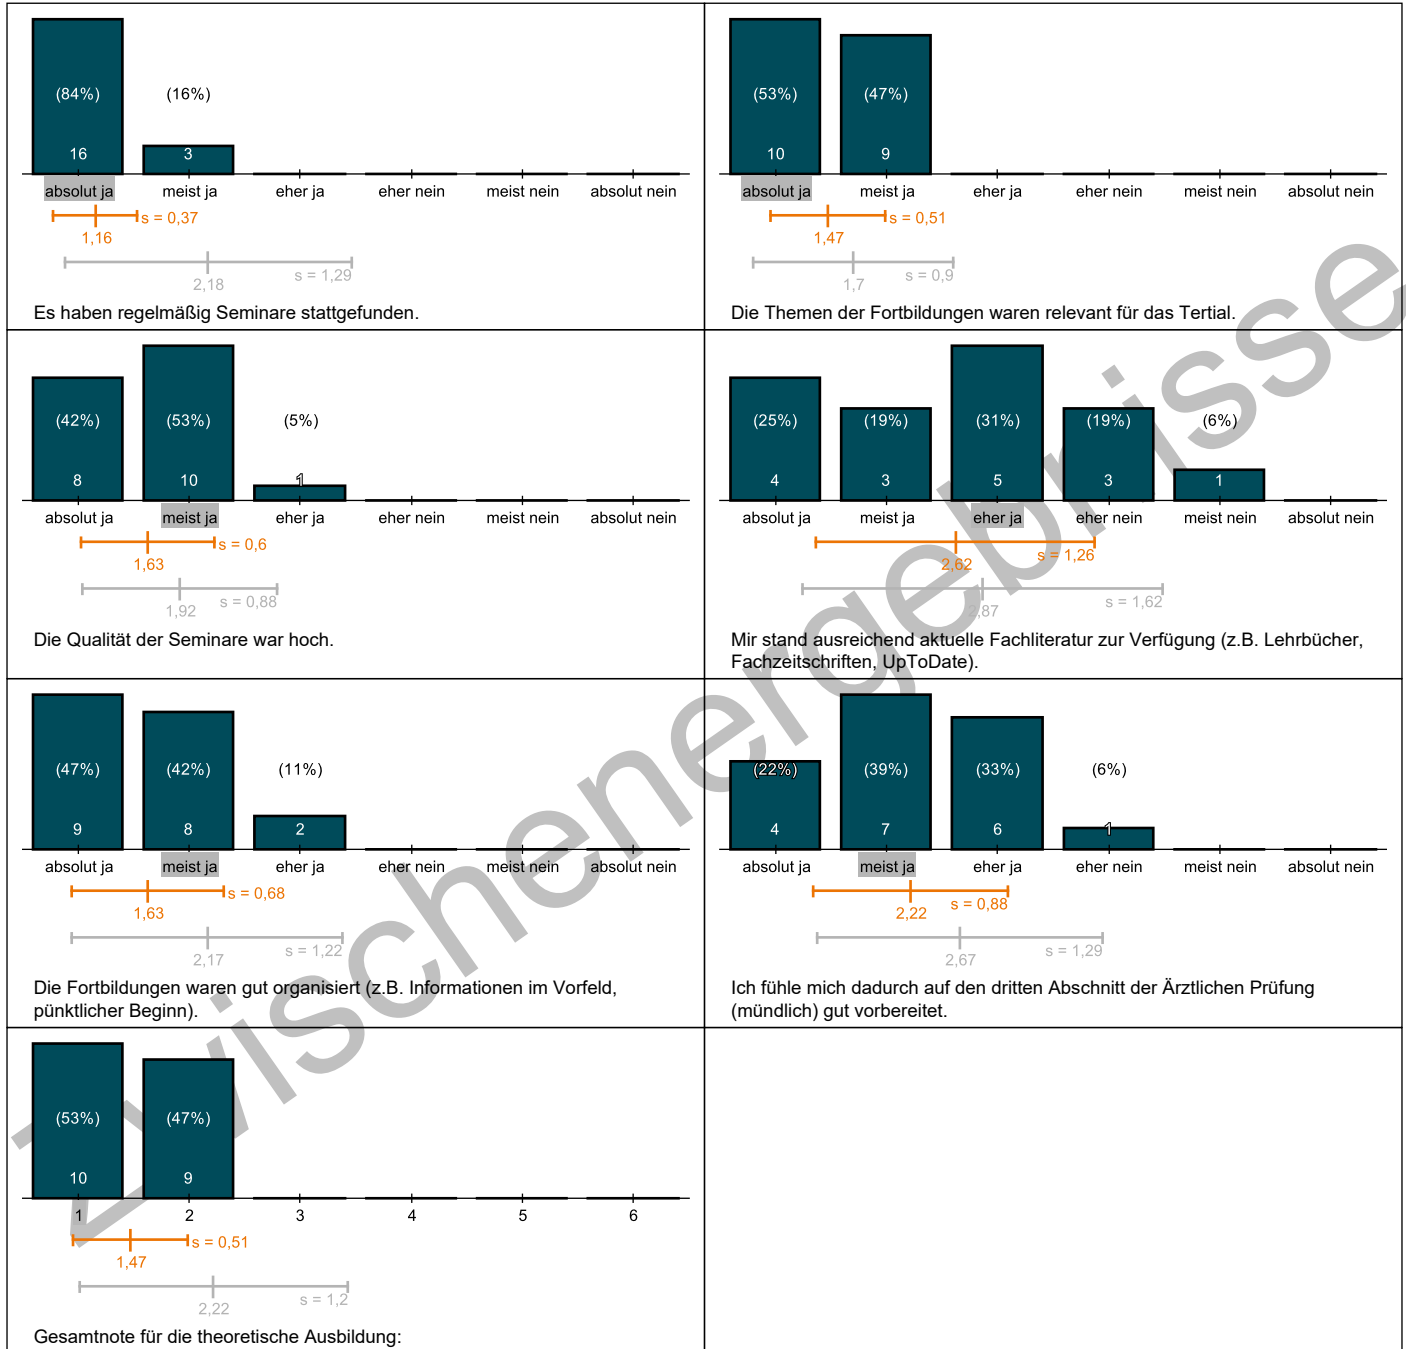 (84%) (16%)
16 3
absolut ja meist ja eher ja eher nein meist nein absolut nein
s = 0,37
1,16
s = 1,29
2,18
Es haben regelmäßig Seminare stattgefunden.
(53%) (47%)
10 9
absolut ja meist ja eher ja eher nein meist nein absolut nein
s = 0,51
1,47
s = 0,9
1,7
Die Themen der Fortbildungen waren relevant für das Tertial.
(42%) (53%) (5%)
8 10 1
absolut ja meist ja eher ja eher nein meist nein absolut nein
s = 0,6
1,63
s = 0,88
1,92
Die Qualität der Seminare war hoch.
(25%) (19%) (31%) (19%) (6%)
4 3 5 3 1
absolut ja meist ja eher ja eher nein meist nein absolut nein
s = 1,26
2,62
s = 1,62
2,87
Mir stand ausreichend aktuelle Fachliteratur zur Verfügung (z.B. Lehrbücher,
Fachzeitschriften, UpToDate).
(47%) (42%) (11%)
9 8 2
absolut ja meist ja eher ja eher nein meist nein absolut nein
s = 0,68
1,63
s = 1,22
2,17
Die Fortbildungen waren gut organisiert (z.B. Informationen im Vorfeld,
pünktlicher Beginn).
(22%) (39%) (33%) (6%)
4 7 6 1
absolut ja meist ja eher ja eher nein meist nein absolut nein
s = 0,88
2,22
s = 1,29
2,67
Ich fühle mich dadurch auf den dritten Abschnitt der Ärztlichen Prüfung
(mündlich) gut vorbereitet.
(53%) (47%)
10 9
1 2 3 4 5 6
s = 0,51
1,47
s = 1,2
2,22
Gesamtnote für die theoretische Ausbildung:
Zwischenergebnisse